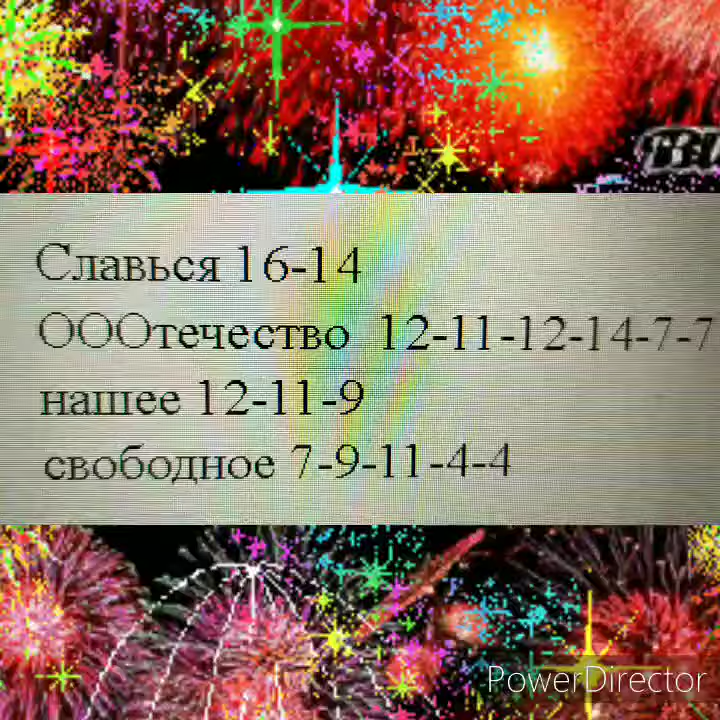 Славься 16-14
ОООтечество 12-11-12-14-7-7
нашее 12-11-9
свободное 7-9-11-4-4
PowerDirector